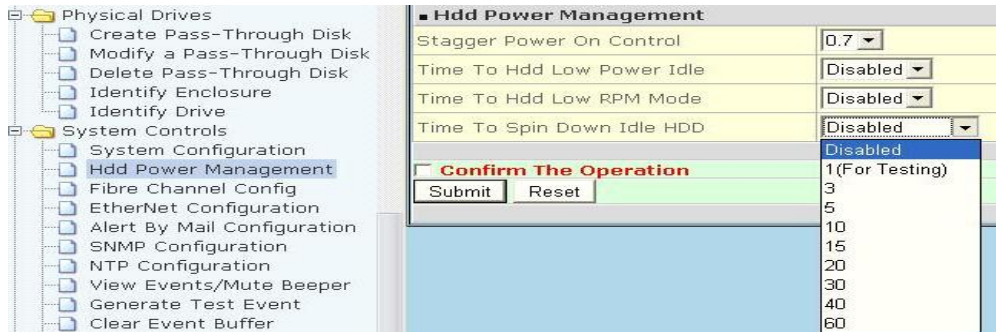 Physical Drives
Create Pass-Through Disk
Modify a Pass-Through Disk
Delete Pass-Through Disk
Identify Enclosure
Identify Drive
System Controls
System Configuration
Hdd Power Management
Fibre Channel Config
EtherNet Configuration
Alert By Mail Configuration
SNMP Configuration
NTP Configuration
View Events/Mute Beeper
Generate Test Event
Clear Event Buffer
Hdd Power Management
Stagger Power On Control 0.7
Time To Hdd Low Power Idle Disabled
Time To Hdd Low RPM Mode Disabled
Time To Spin Down Idle HDD Disabled
Disabled
1(For Testing)
3
5
10
15
20
30
40
60
Confirm The Operation
Submit Reset